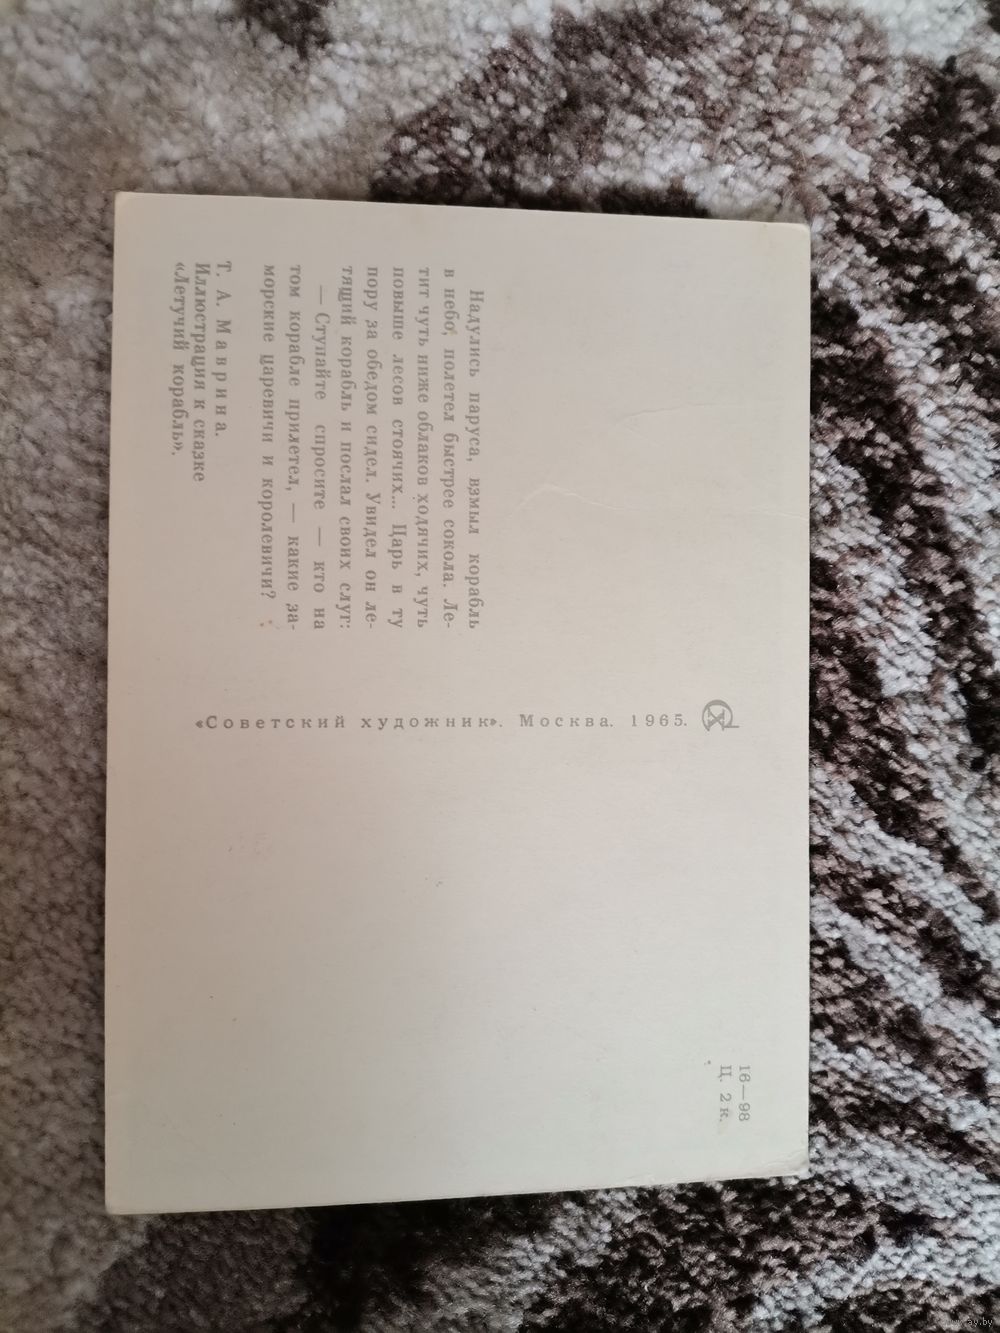 Надулись паруса, взмыл корабль
в небо, полетел быстрее сокола. Ле-
тит чуть ниже облаков ходячих, чуть
повыше лесов стоячих... Царь в ту
пору за обедом сидел. Увидел он ле-
тящий корабль и послал своих слуг:
— Ступайте спросите — кто на
том корабле прилетел, — какие за-
морские царевичи и королевичи?
Т. А. Маврина.
Иллюстрация к сказке
«Летучий корабль».
«Советский художник». Москва. 1965.
16—98
Ц. 2 к.